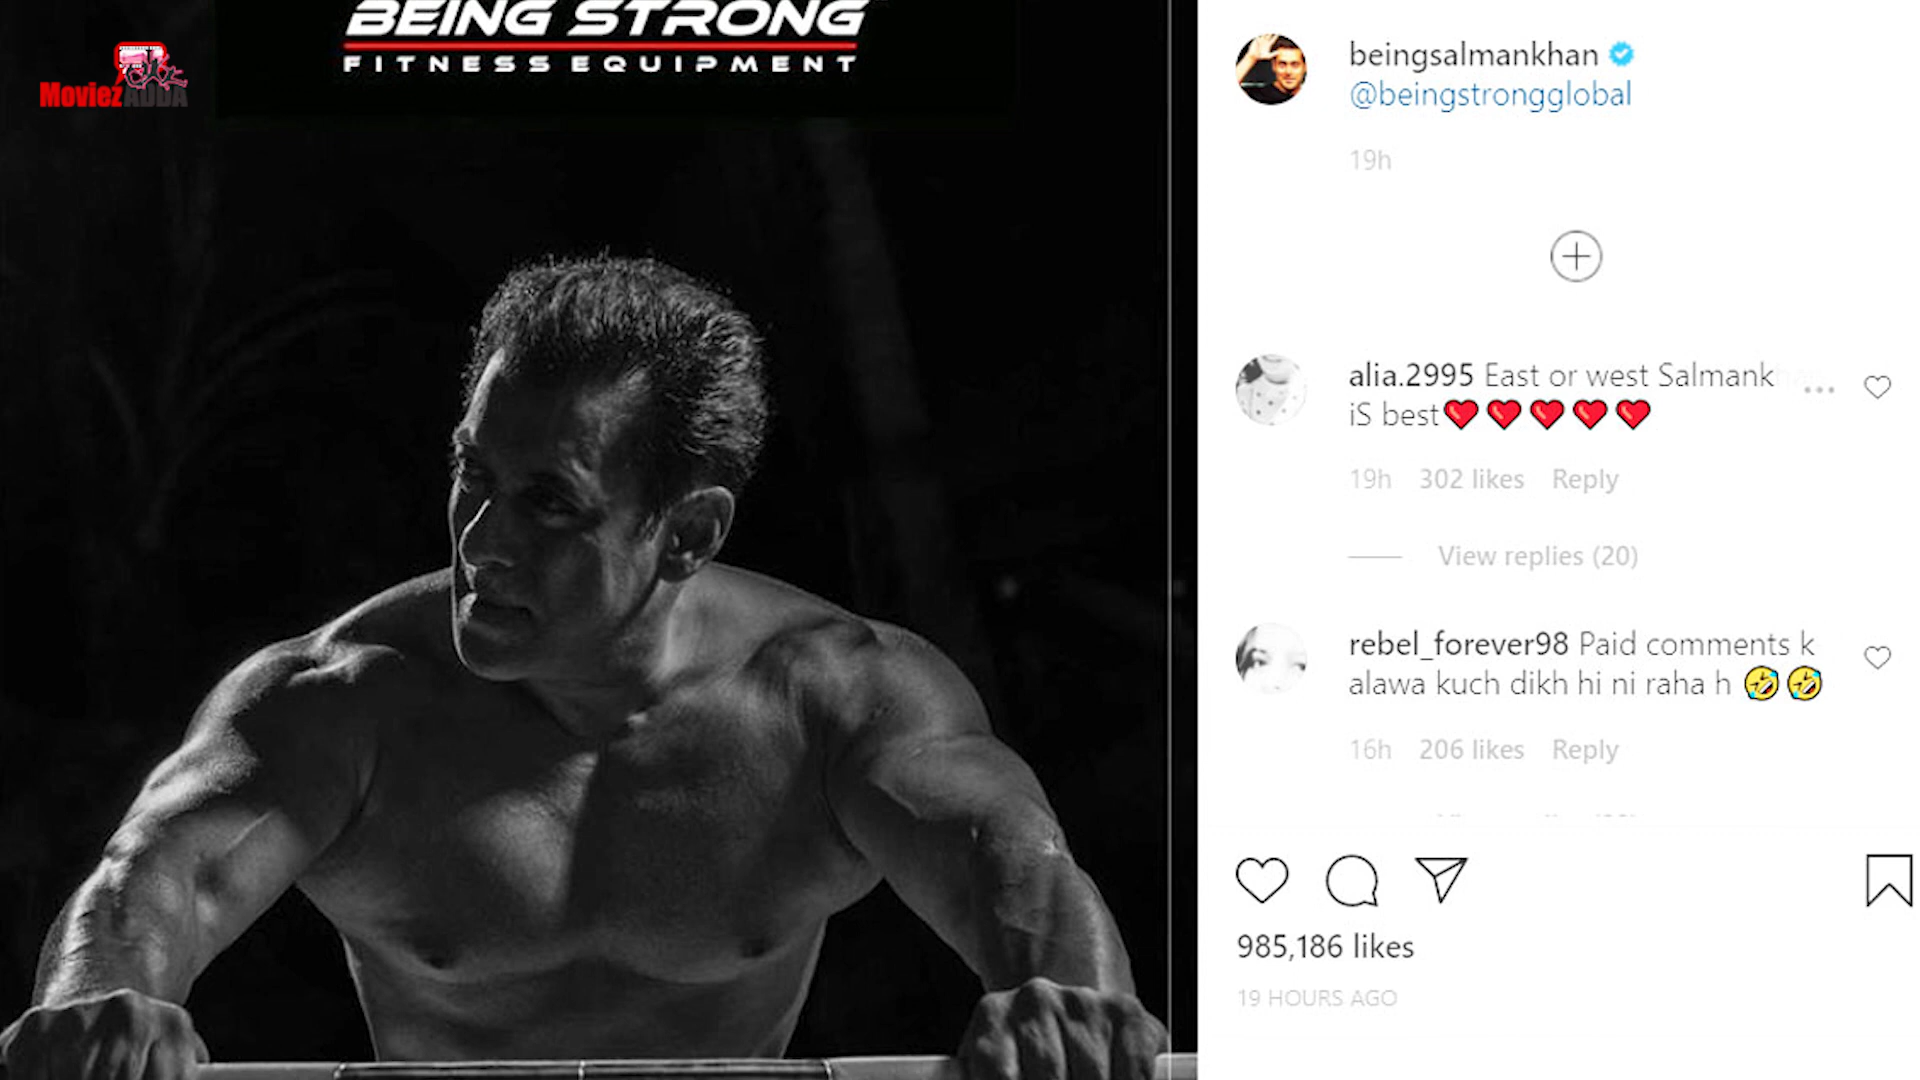 BEING STRONG
FITNESS EQUIPMENT
MoviezADDA
beingsalmankhan
@beingstrongglobal
19h
alia.2995 East or west Salmank
iS best❤️❤️❤️❤️❤️
19h 302 likes Reply
View replies (20)
rebel_forever98 Paid comments k
alawa kuch dikh hi ni raha h 🤣🤣
16h 206 likes Reply
985,186 likes
19 HOURS AGO